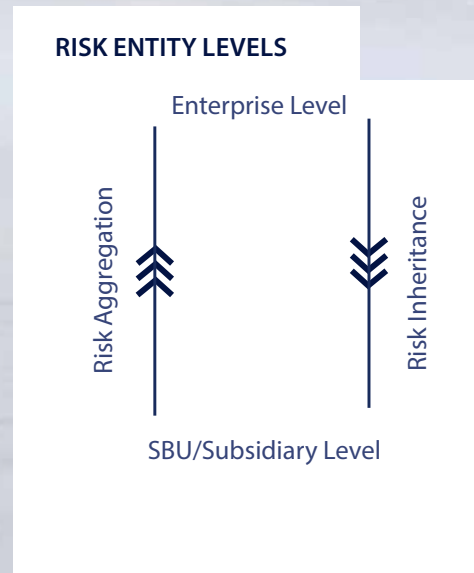 RISK ENTITY LEVELS
Enterprise Level
Risk Aggregation
Risk Inheritance
SBU/Subsidiary Level